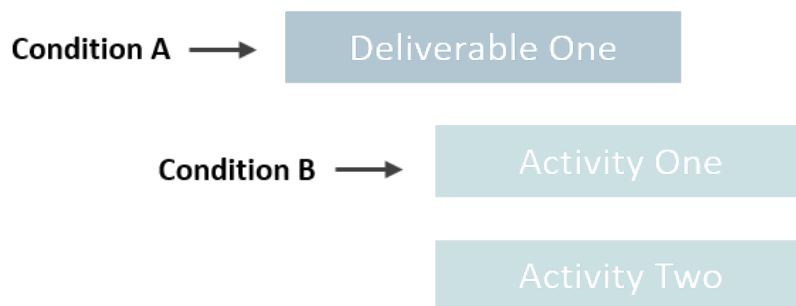 Condition A Deliverable One
Condition B Activity One
Activity Two